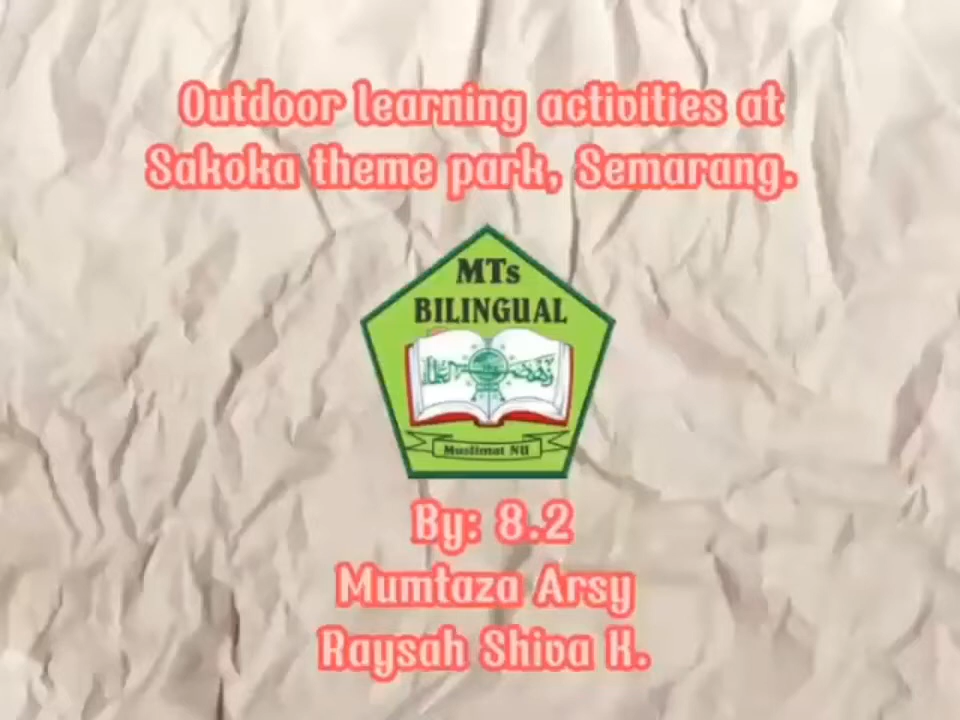 Outdoor learning activities at
Sakoka theme park, Semarang.
MTs
BILINGUAL
Muslimat NU
By: 8.2
Mumtaza Arsy
Raysah Shiva K.